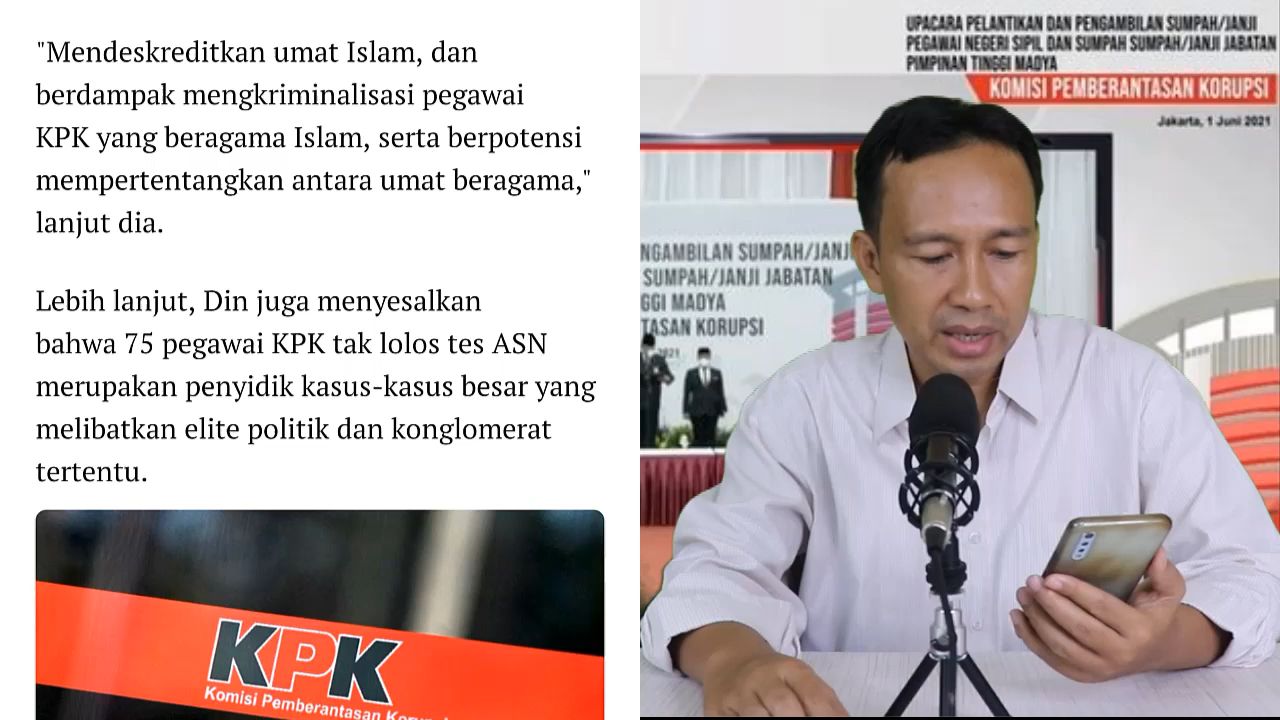 "Mendeskreditkan umat Islam, dan
berdampak mengkriminalisasi pegawai
KPK yang beragama Islam, serta berpotensi
mempertentangkan antara umat beragama,"
lanjut dia.
Lebih lanjut, Din juga menyesalkan
bahwa 75 pegawai KPK tak lolos tes ASN
merupakan penyidik kasus-kasus besar yang
melibatkan elite politik dan konglomerat
tertentu.
KPK
Komisi Pemberantasan
UPACARA PELANTIKAN DAN PENGAMBILAN SUMPAH/JANJI
PEGAWAI NEGERI SIPIL DAN SUMPAH SUMPAH/JANJI JABATAN
PIMPINAN TINGGI MADYA
KOMISI PEMBERANTASAN KORUPSI
Jakarta, 1 Juni 2021
NGAMBILAN SUMPAH/JANJI
SUMPAH/JANJI JABATAN
GGI MADYA
TASAN KORUPSI
2021